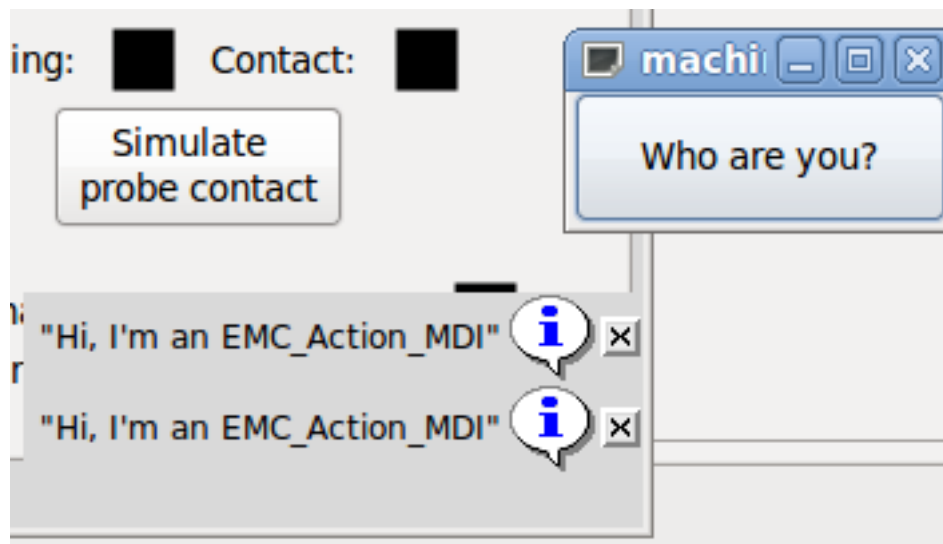 ing: Contact:
machi
Simulate
probe contact
Who are you?
"Hi, I'm an EMC_Action_MDI"
"Hi, I'm an EMC_Action_MDI"